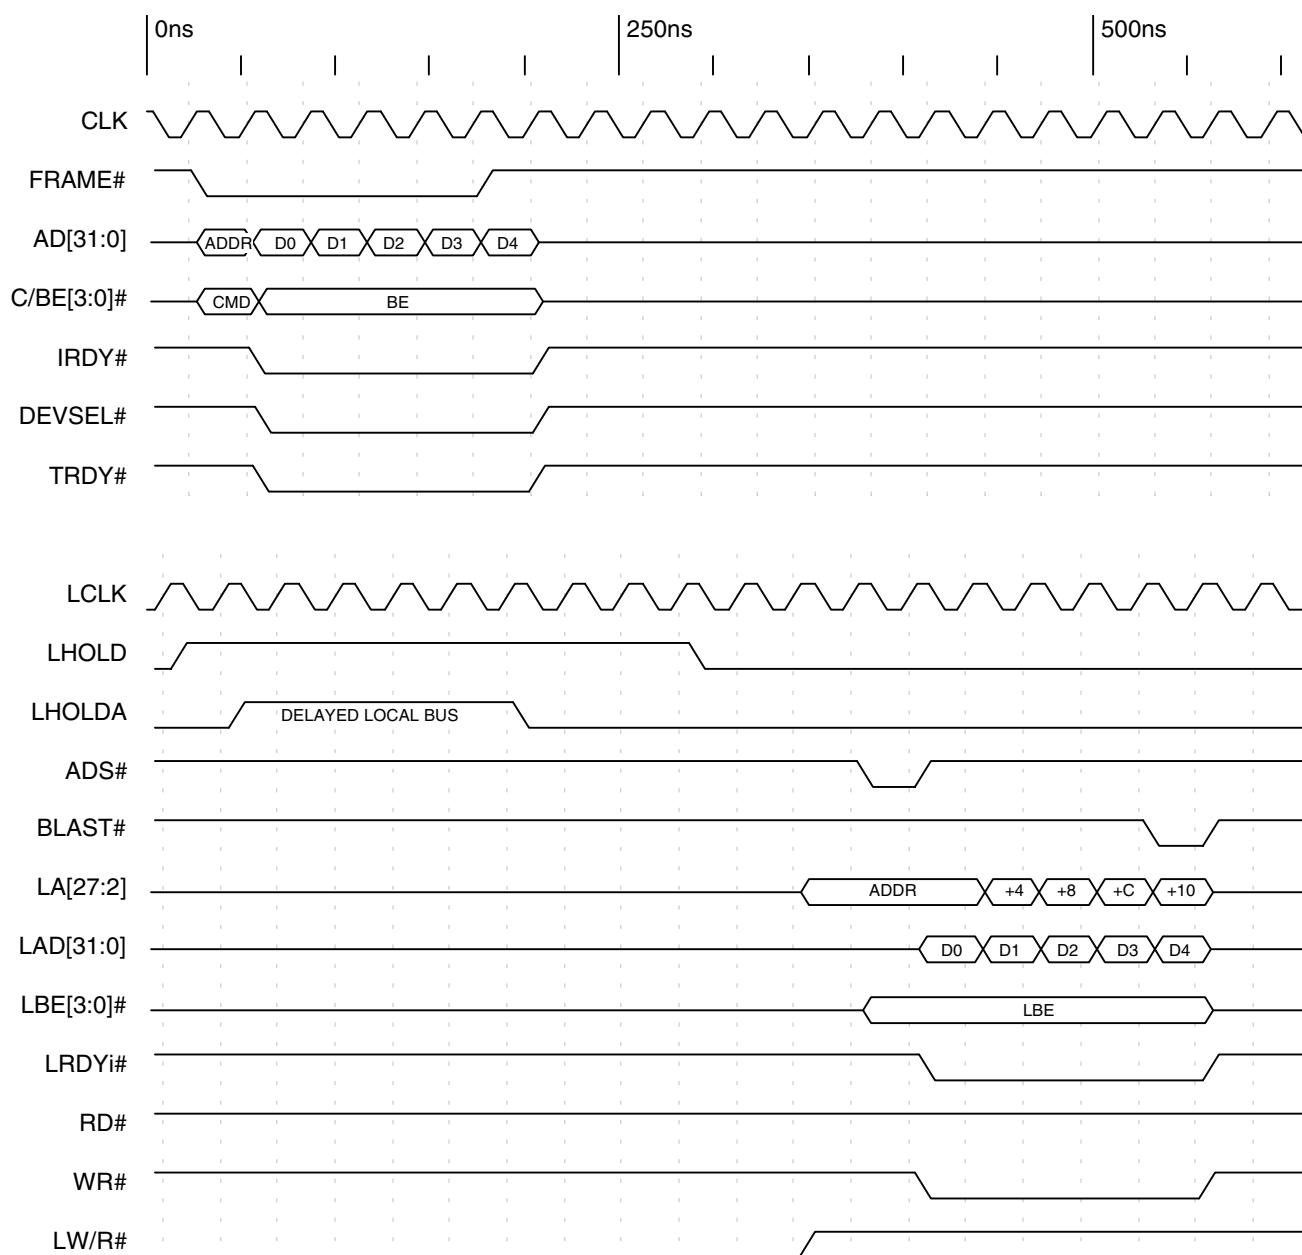 0ns 250ns 500ns
CLK
FRAME#
AD[31:0] ADDR D0 D1 D2 D3 D4
C/BE[3:0]# CMD BE
IRDY#
DEVSEL#
TRDY#
LCLK
LHOLD
LHOLDA DELAYED LOCAL BUS
ADS#
BLAST#
LA[27:2] ADDR +4 +8 +C +10
LAD[31:0] D0 D1 D2 D3 D4
LBE[3:0]# LBE
LRDYi#
RD#
WR#
LW/R#